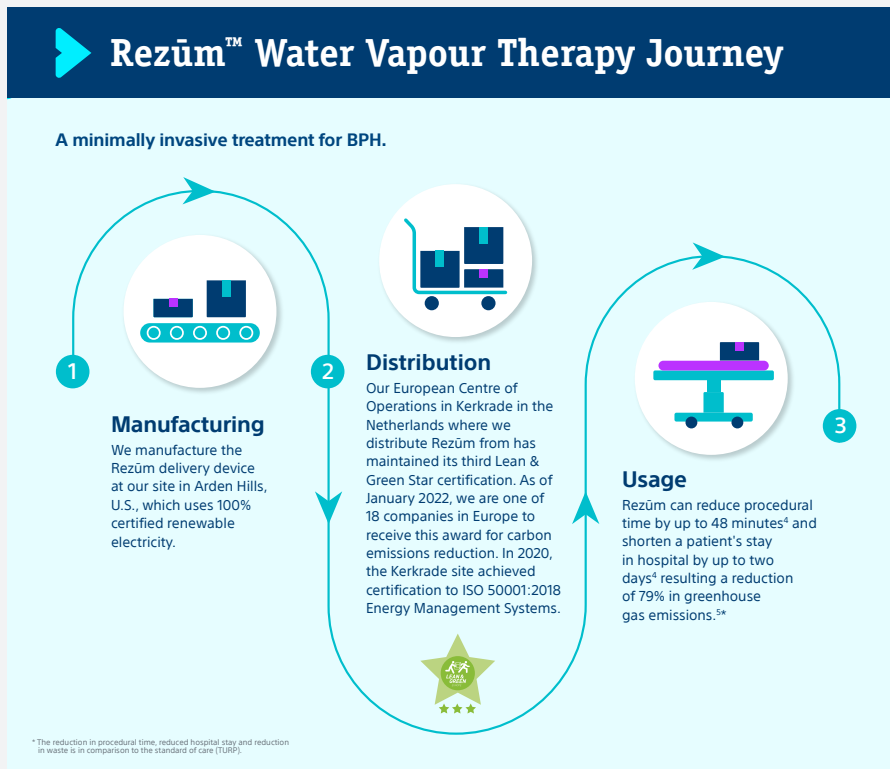 Rezūm™ Water Vapour Therapy Journey
A minimally invasive treatment for BPH.
1
Manufacturing
We manufacture the
Rezūm delivery device
at our site in Arden Hills,
U.S., which uses 100%
certified renewable
electricity.
2
Distribution
Our European Centre of
Operations in Kerkrade in the
Netherlands where we
distribute Rezūm from has
maintained its third Lean &
Green Star certification. As of
January 2022, we are one of
18 companies in Europe to
receive this award for carbon
emissions reduction. In 2020,
the Kerkrade site achieved
certification to ISO 50001:2018
Energy Management Systems.
LEAN &
GREEN
3
Usage
Rezūm can reduce procedural
time by up to 48 minutes⁴ and
shorten a patient's stay
in hospital by up to two
days⁴ resulting a reduction
of 79% in greenhouse
gas emissions.⁵*
* The reduction in procedural time, reduced hospital stay and reduction
in waste is in comparison to the standard of care (TURP).